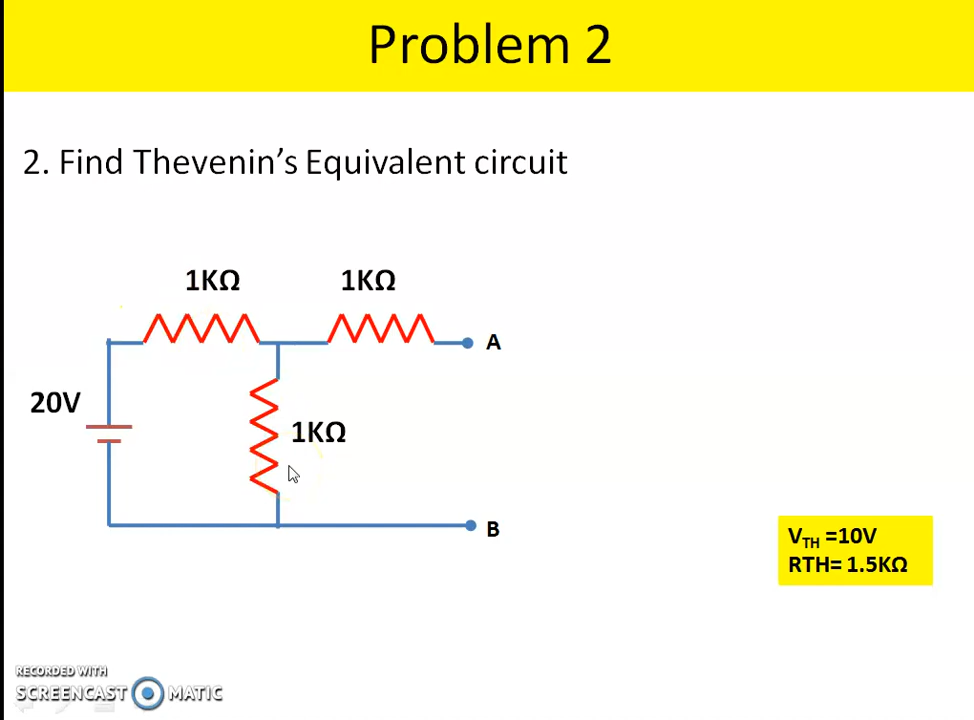 Problem 2
2. Find Thevenin’s Equivalent circuit
1KΩ 1KΩ
A
20V
1KΩ
B
VTH =10V
RTH= 1.5KΩ
RECORDED WITH
SCREENCAST MATIC